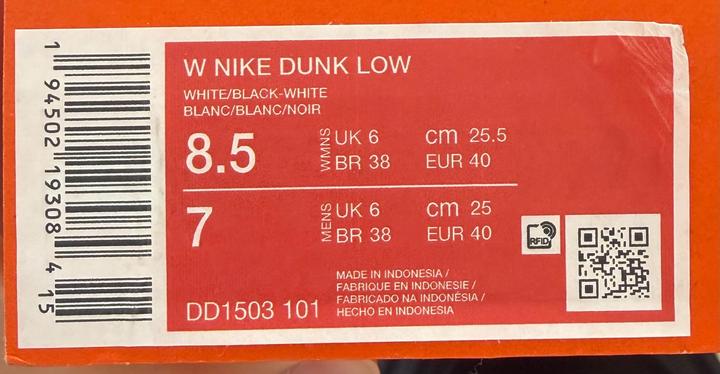 1 94502 19308 4 15
W NIKE DUNK LOW
WHITE/BLACK-WHITE
BLANC/BLANC/NOIR
8.5 WMNS UK 6 cm 25.5
BR 38 EUR 40
7 MENS UK 6 cm 25
BR 38 EUR 40
RFID
MADE IN INDONESIA /
FABRIQUE EN INDONESIE /
FABRICADO NA INDONÉSIA /
HECHO EN INDONESIA
DD1503 101